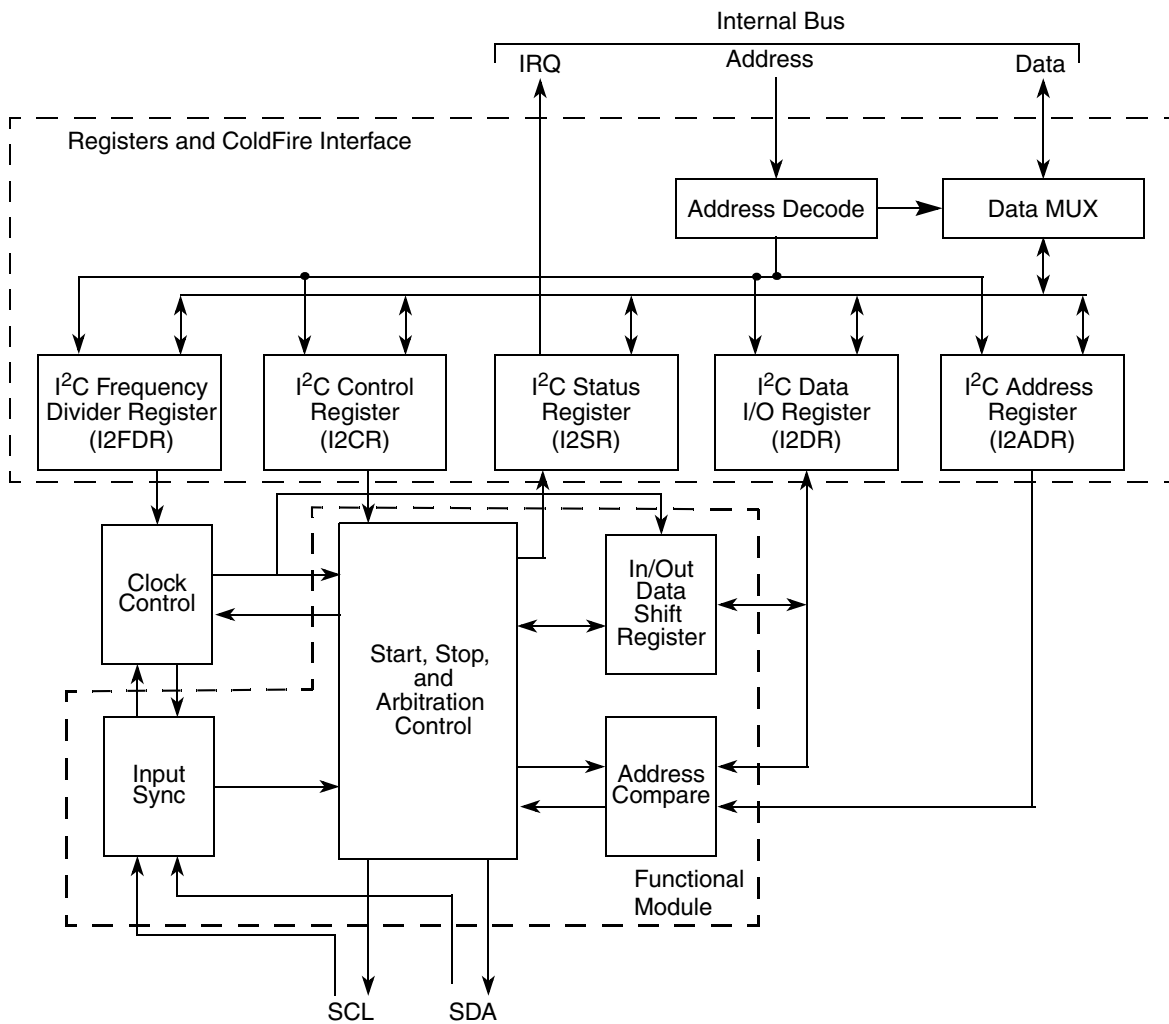 Internal Bus
IRQ
Address
Data
Registers and ColdFire Interface
Address Decode
Data MUX
I²C Frequency
Divider Register
(I2FDR)
I²C Control
Register
(I2CR)
I²C Status
Register
(I2SR)
I²C Data
I/O Register
(I2DR)
I²C Address
Register
(I2ADR)
Clock
Control
In/Out
Data
Shift
Register
Start, Stop,
and
Arbitration
Control
Input
Sync
Address
Compare
Functional
Module
SCL
SDA